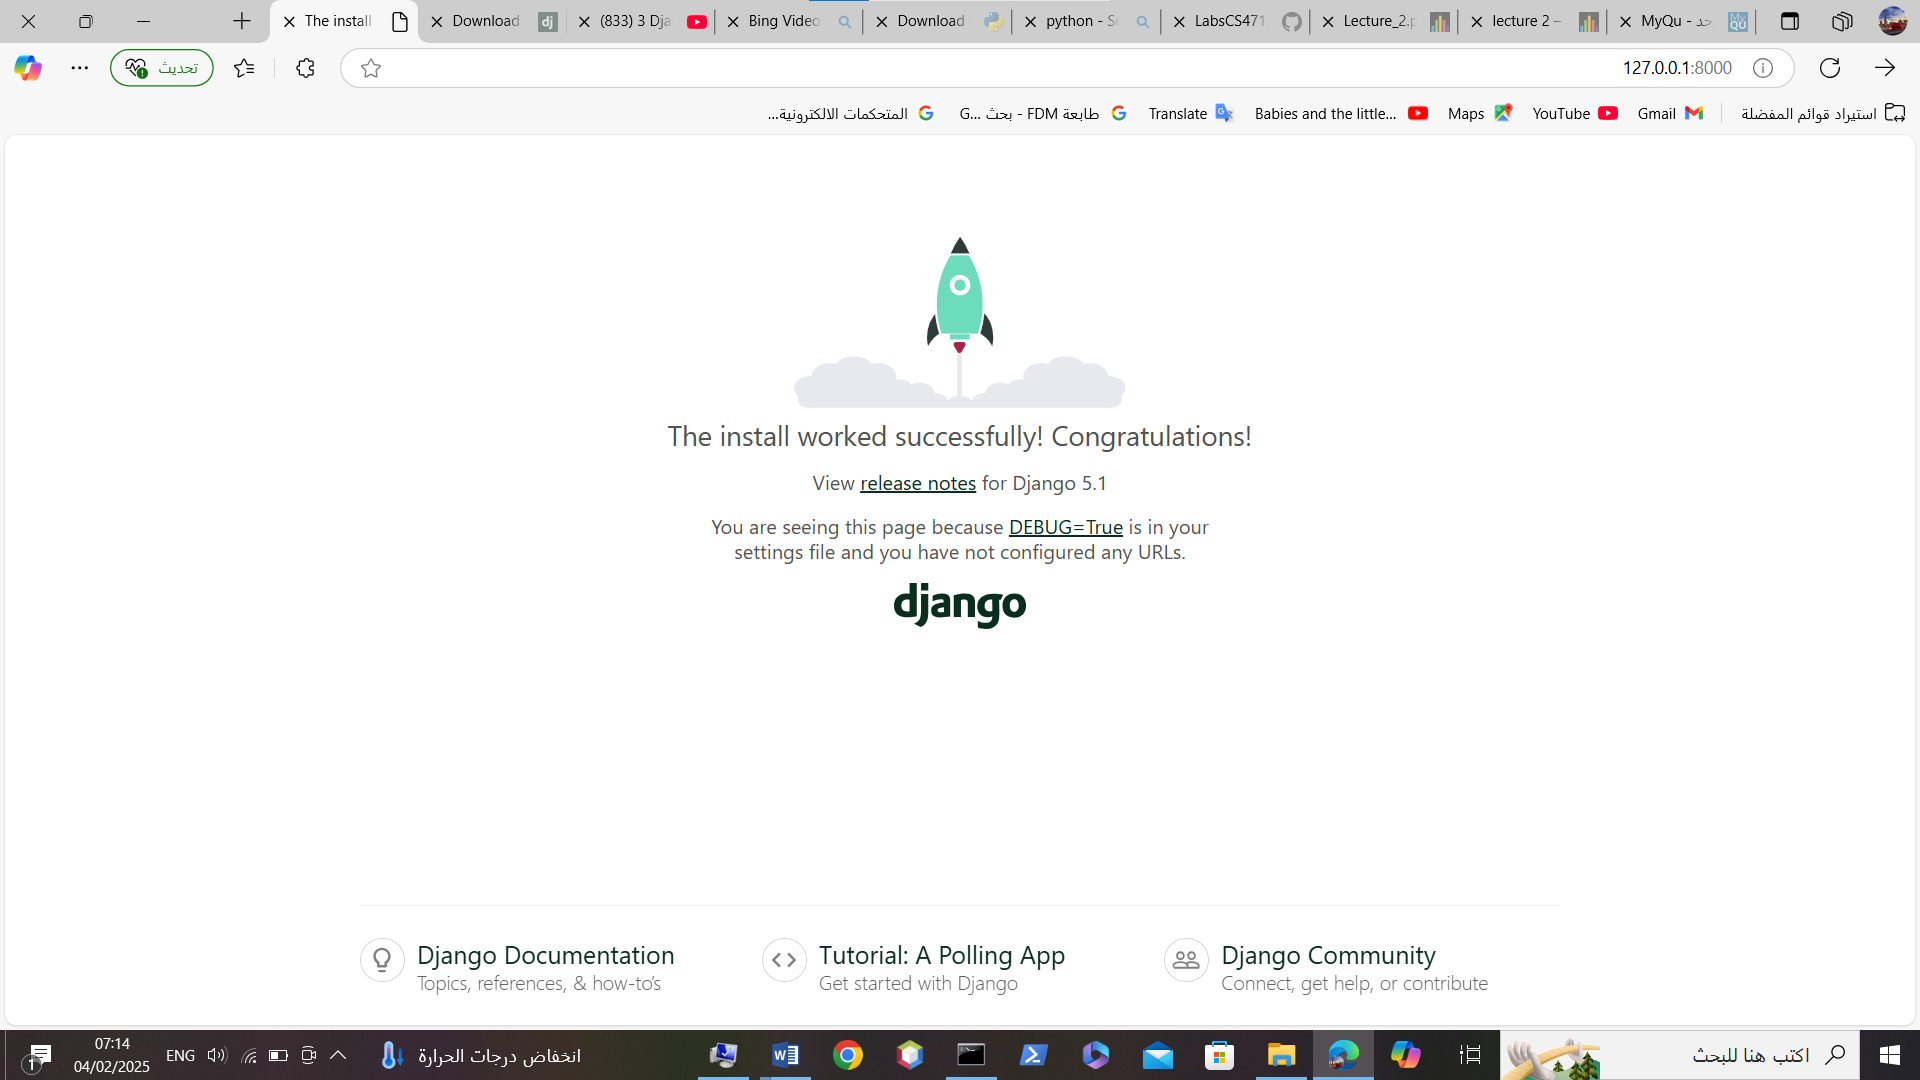 The install
Download
(833) 3 Dja
Bing Video
Download
python - Se
LabsCS471
Lecture_2.p
lecture 2 –
MyQu - حد
تحديث
127.0.0.1:8000
المتحكمات الالكترونية...
طابعة FDM - بحث G...
Translate
Babies and the little...
Maps
YouTube
Gmail
استيراد قوائم المفضلة
The install worked successfully! Congratulations!
View release notes for Django 5.1
You are seeing this page because DEBUG=True is in your
settings file and you have not configured any URLs.
django
Django Documentation
Topics, references, & how-to’s
Tutorial: A Polling App
Get started with Django
Django Community
Connect, get help, or contribute
1
07:14
04/02/2025
ENG
انخفاض درجات الحرارة
اكتب هنا للبحث